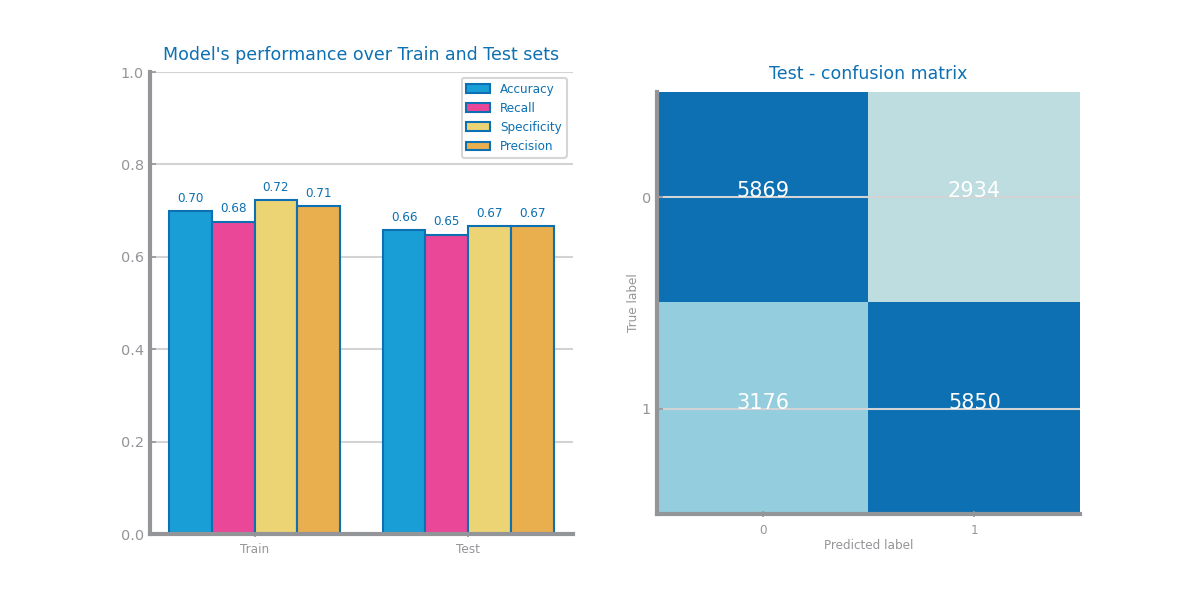 Model's performance over Train and Test sets
1.0
0.8
0.6
0.4
0.2
0.0
Accuracy
Recall
Specificity
Precision
0.70
0.68
0.72
0.71
0.66
0.65
0.67
0.67
Train
Test
Test - confusion matrix
True label
0
1
5869
2934
3176
5850
0
1
Predicted label